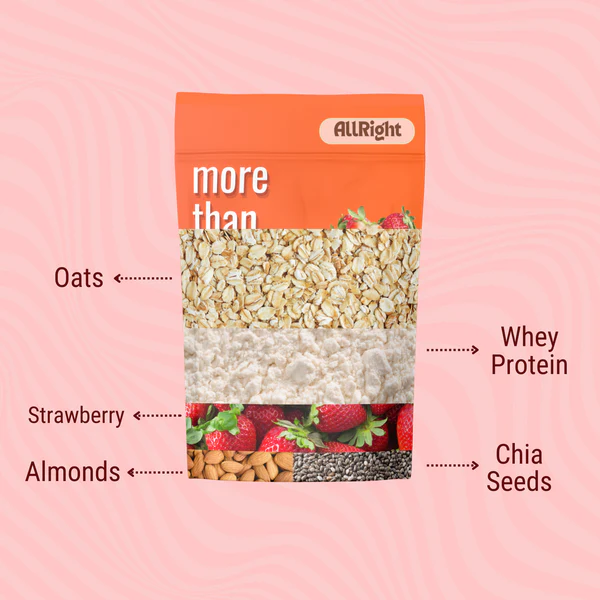 AllRight
more
than
Oats
Whey
Protein
Strawberry
Almonds
Chia
Seeds